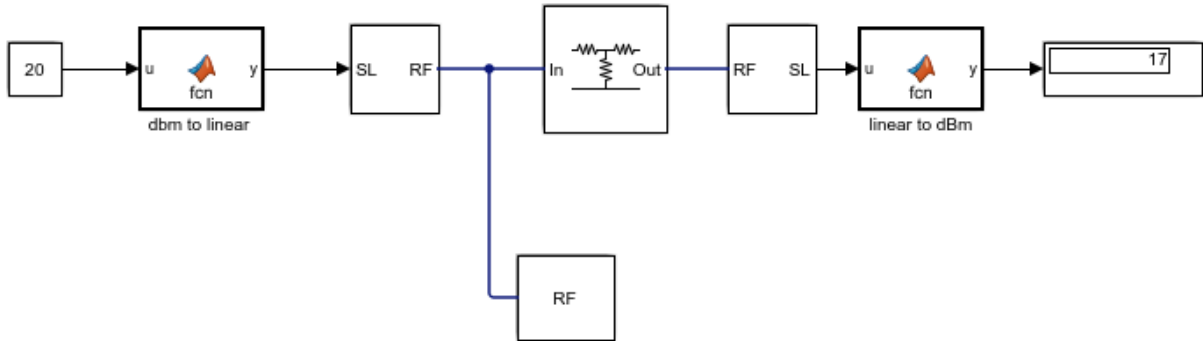 20
u
y
fcn
dbm to linear
SL
RF
In
Out
RF
SL
u
y
fcn
linear to dBm
17
RF